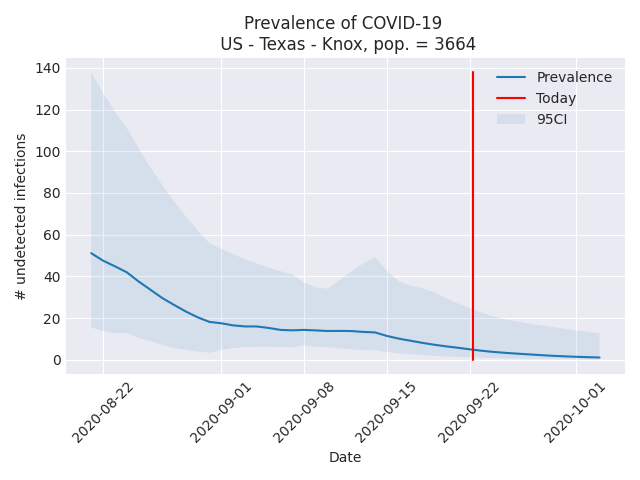 Prevalence of COVID-19
US - Texas - Knox, pop. = 3664
# undetected infections
140
120
100
80
60
40
20
0
Prevalence
Today
95CI
2020-08-22
2020-09-01
2020-09-08
2020-09-15
2020-09-22
2020-10-01
Date